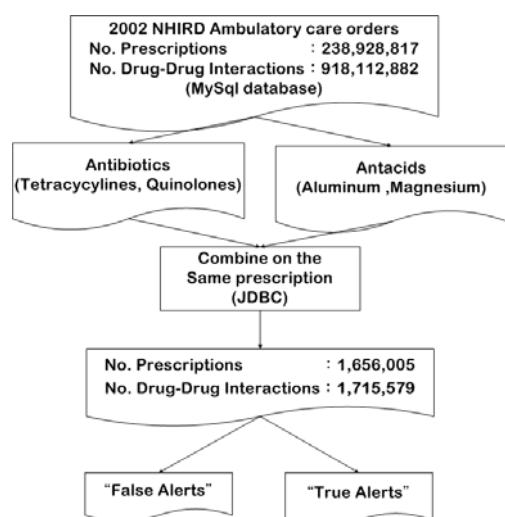 2002 NHIRD Ambulatory care orders
No. Prescriptions : 238,928,817
No. Drug-Drug Interactions : 918,112,882
(MySql database)
Antibiotics
(Tetracycylines, Quinolones)
Antacids
(Aluminum ,Magnesium)
Combine on the
Same prescription
(JDBC)
No. Prescriptions : 1,656,005
No. Drug-Drug Interactions : 1,715,579
“False Alerts”
“True Alerts”